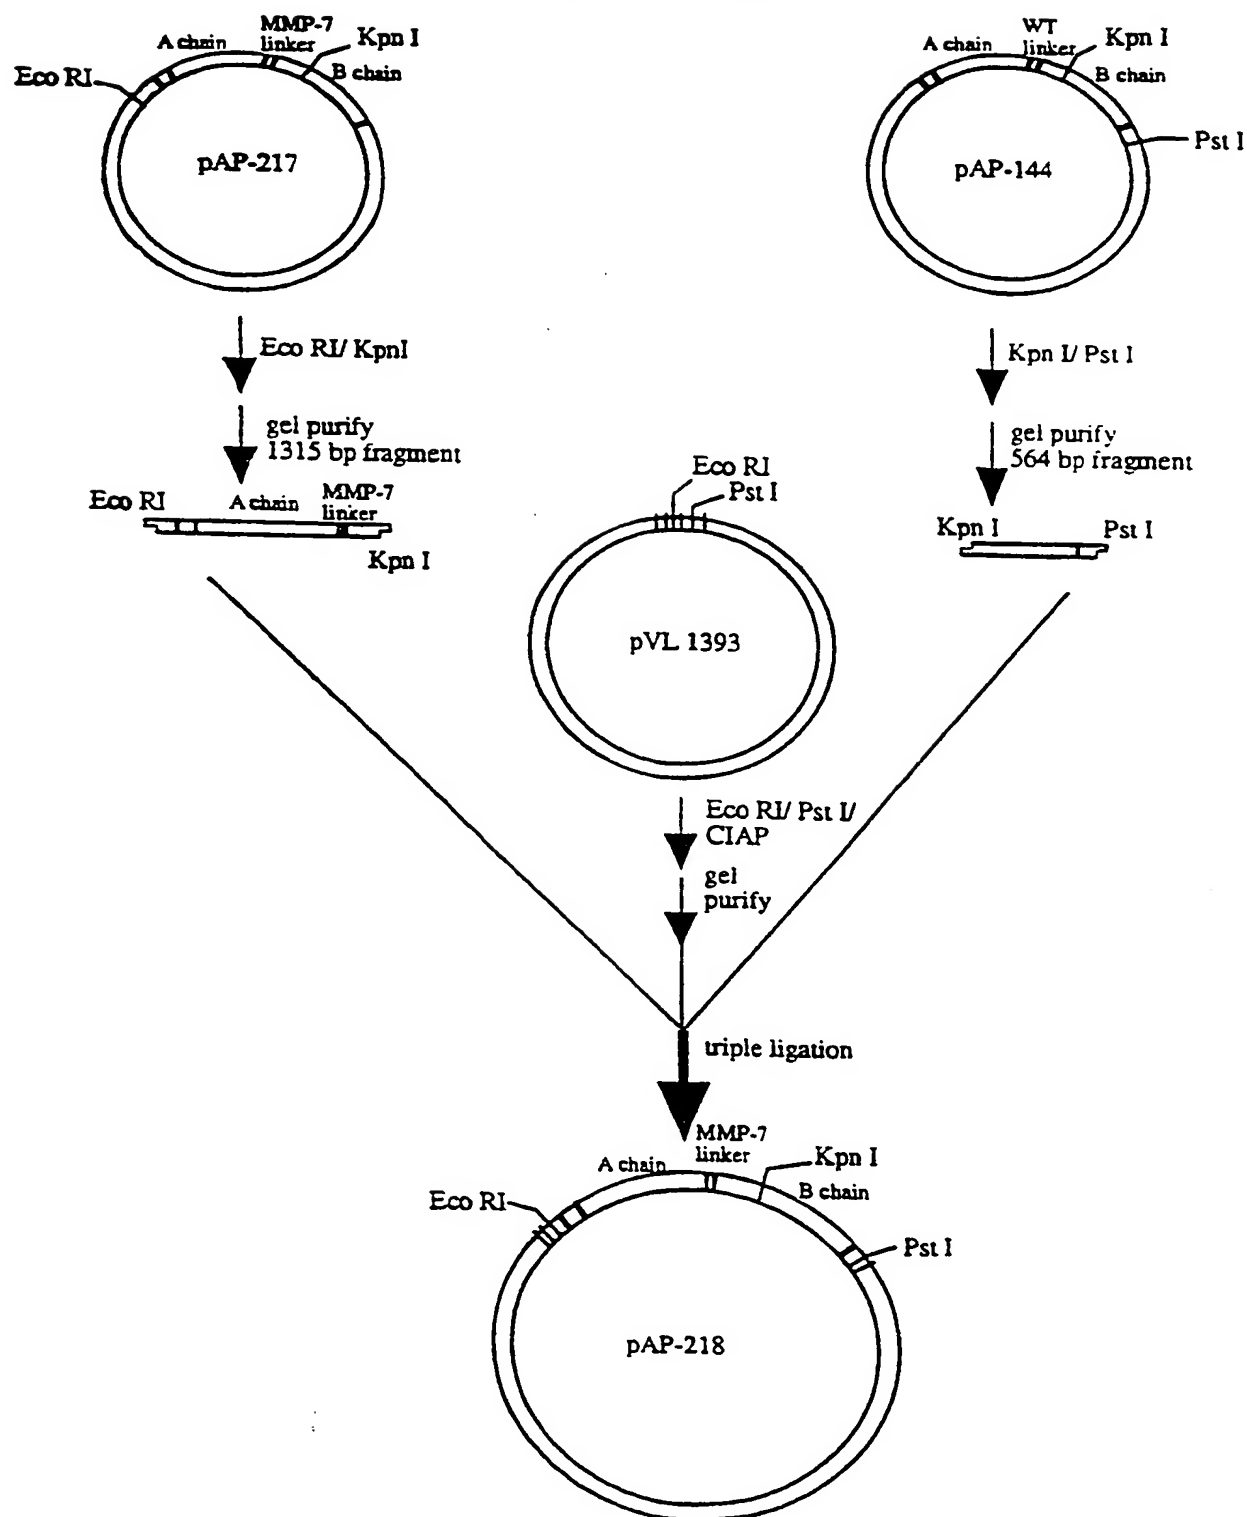 A chain
MMP-7
linker
Kpn I
B chain
Eco RI
pAP-217
A chain
WT
linker
Kpn I
B chain
Pst I
pAP-144
Eco RI/ KpnI
gel purify
1315 bp fragment
Kpn I/ Pst I
gel purify
564 bp fragment
Eco RI
A chain
MMP-7
linker
Kpn I
Eco RI
Pst I
Kpn I
Pst I
pVL 1393
Eco RI/ Pst I/
CIAP
gel
purify
triple ligation
MMP-7
linker
A chain
Kpn I
B chain
Eco RI
Pst I
pAP-218